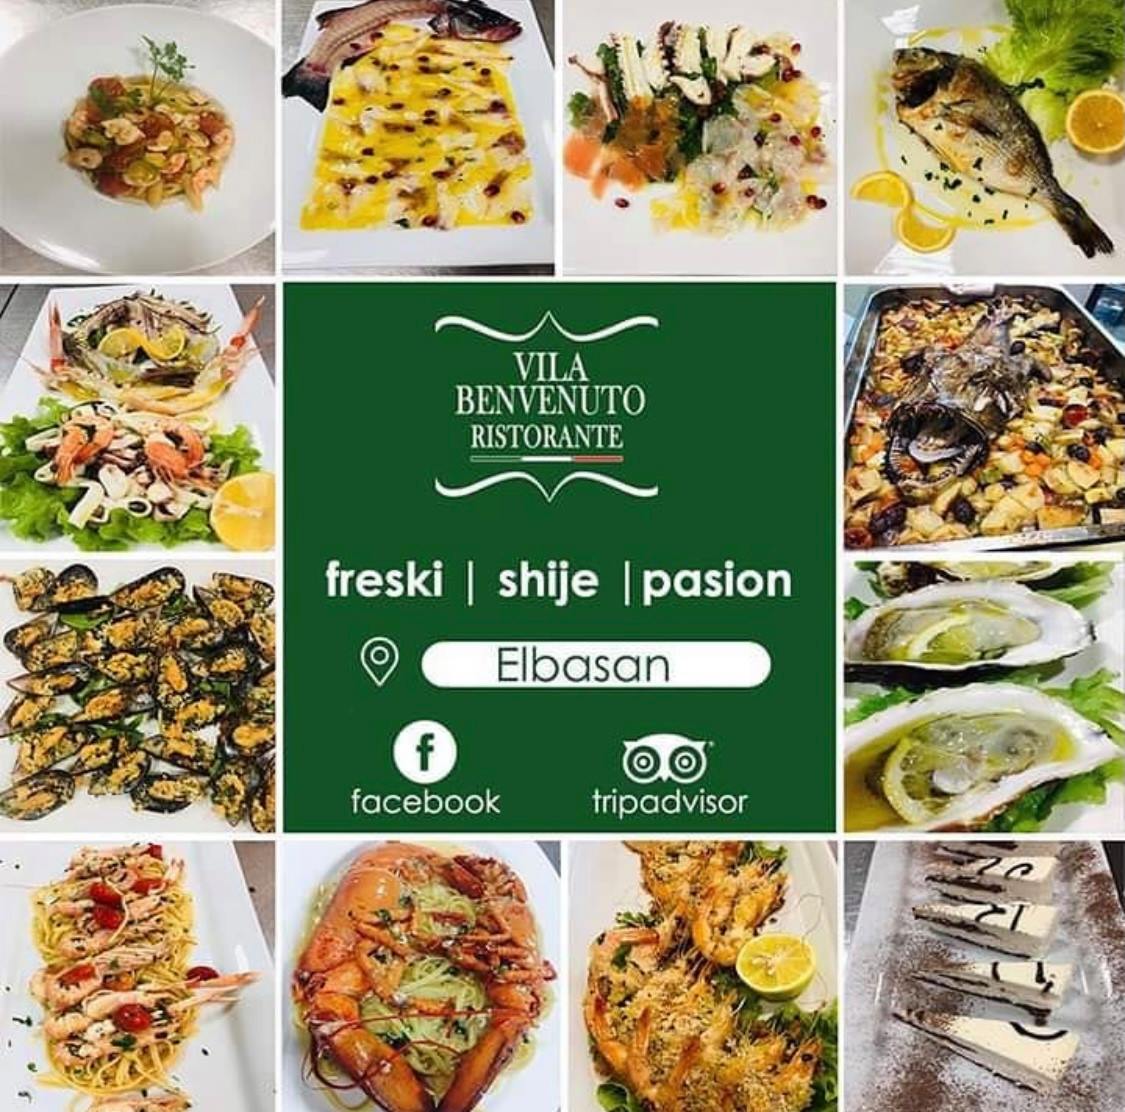 VILA
BENVENUTO
RISTORANTE
freski | shije | pasion
Elbasan
f
facebook
tripadvisor